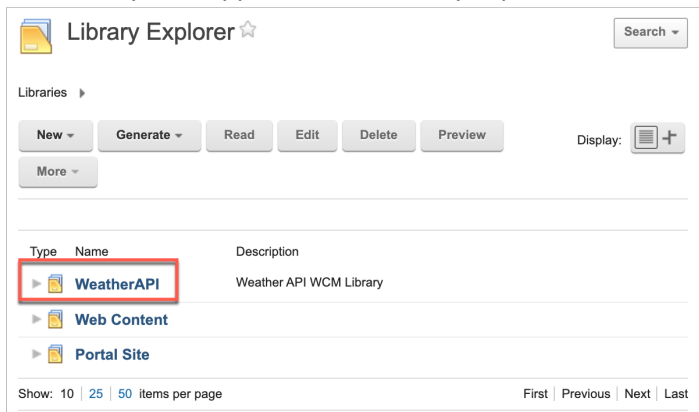 Library Explorer
Search
Libraries
New Generate Read Edit Delete Preview
Display:
More
Type Name Description
WeatherAPI Weather API WCM Library
Web Content
Portal Site
Show: 10 | 25 | 50 items per page First | Previous | Next | Last